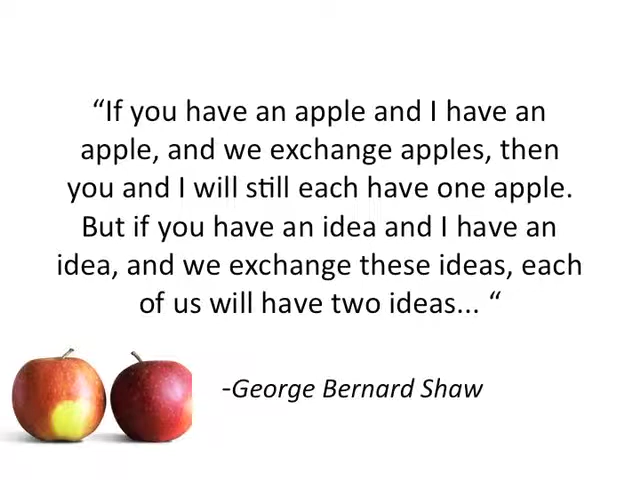 “If you have an apple and I have an
apple, and we exchange apples, then
you and I will still each have one apple.
But if you have an idea and I have an
idea, and we exchange these ideas, each
of us will have two ideas... “
-George Bernard Shaw